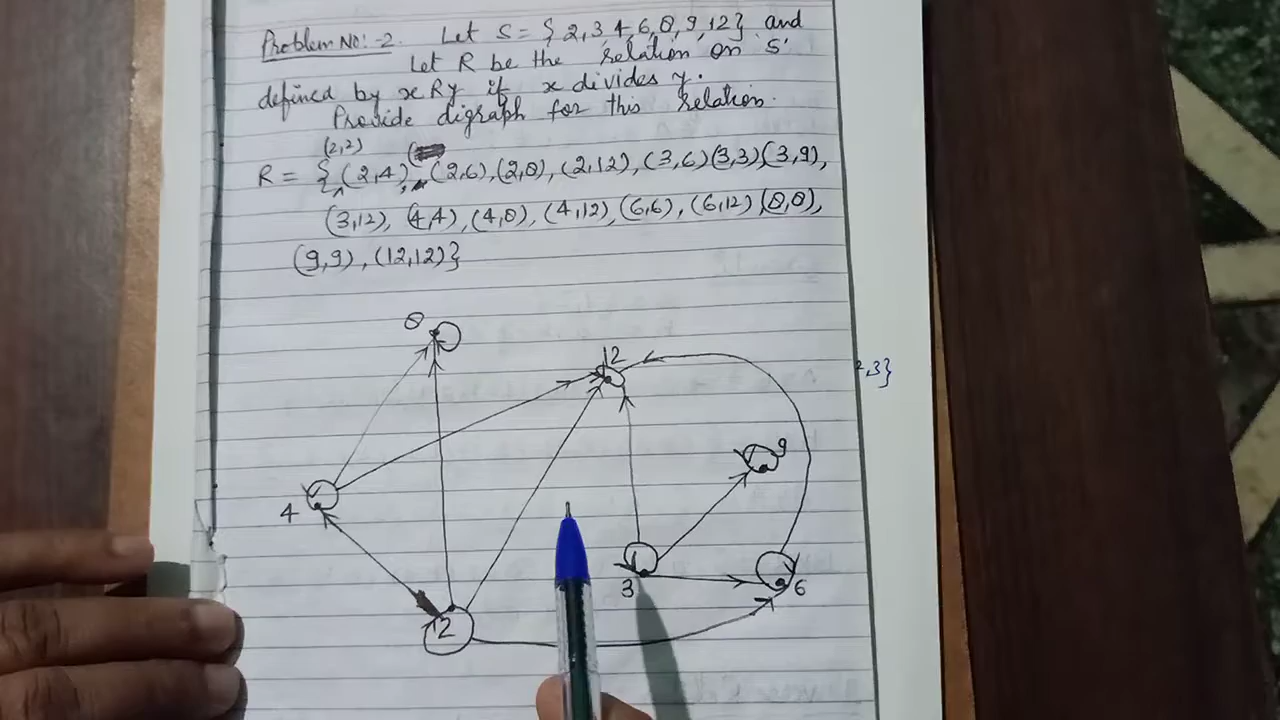 Problem No:-2. Let S = { 2,3,4,6,8,9,12} and
Let R be the relation on S'
defined by xRy if x divides y.
Provide digraph for this relation.
(2,2)
R = { (2,4), (2,6), (2,8), (2,12), (3,6) (3,3) (3,9),
(3,12), (4,4), (4,8), (4,12), (6,6), (6,12) (8,8),
(9,9), (12,12)}
8
12
2,3}
9
4
3
6
2